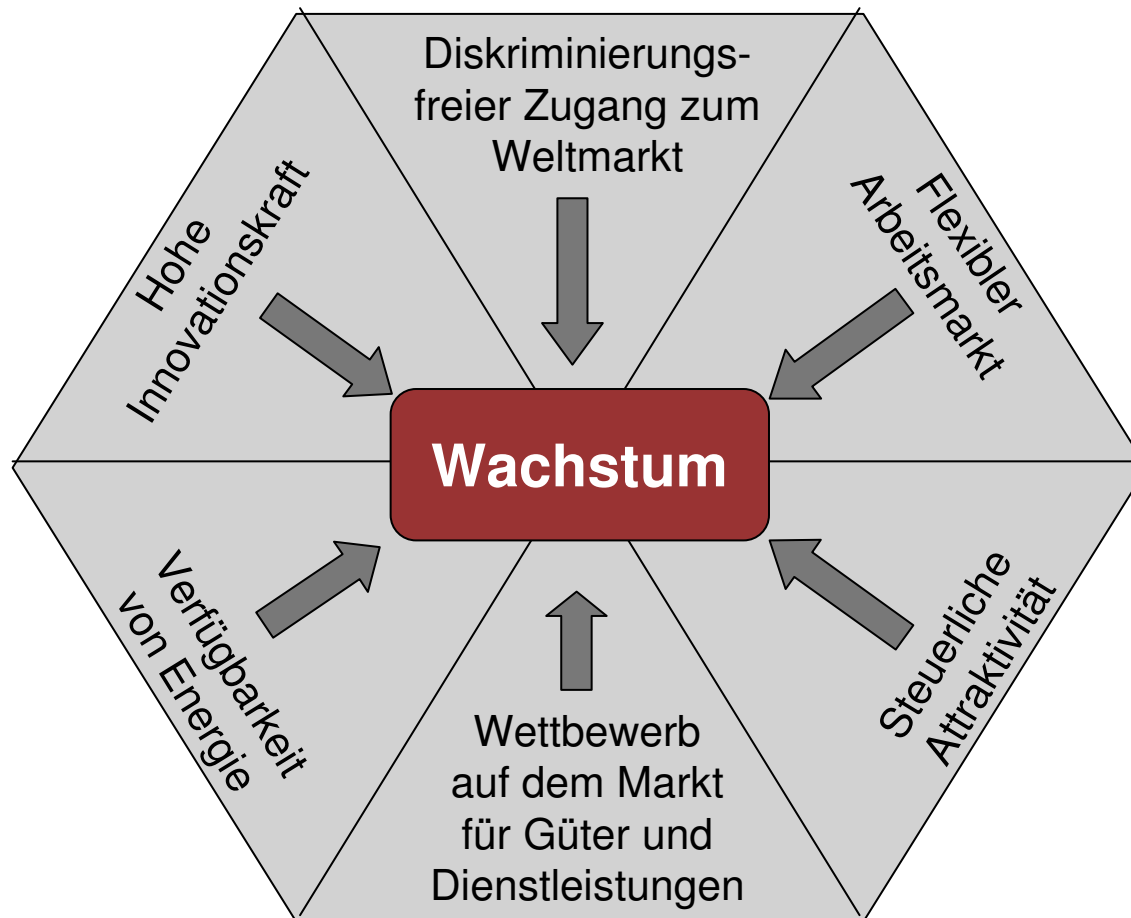 Diskriminierungs-
freier Zugang zum
Weltmarkt
Flexibler
Arbeitsmarkt
Steuerliche
Attraktivität
Wettbewerb
auf dem Markt
für Güter und
Dienstleistungen
Verfügbarkeit
von Energie
Hohe
Innovationskraft
Wachstum